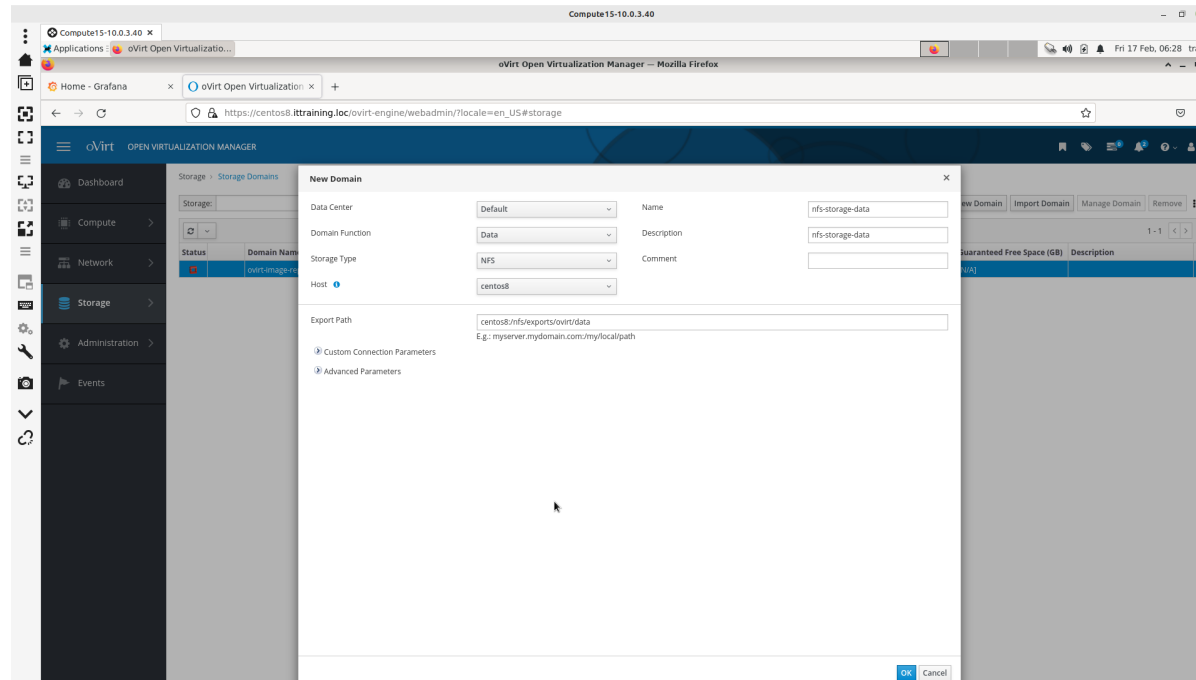 Compute15-10.0.3.40
Compute15-10.0.3.40 ×
Applications : oVirt Open Virtualizatio...
Fri 17 Feb, 06:28
oVirt Open Virtualization Manager — Mozilla Firefox
Home - Grafana ×
oVirt Open Virtualization ×
https://centos8.ittraining.loc/ovirt-engine/webadmin/?locale=en_US#storage
oVirt OPEN VIRTUALIZATION MANAGER
Dashboard
Compute
Network
Storage
Administration
Events
Storage > Storage Domains
Storage:
New Domain
Import Domain
Manage Domain
Remove
1-1
Status
Domain Name
Guaranteed Free Space (GB)
Description
ovirt-image-rep
[N/A]
New Domain ×
Data Center
Default
Name
nfs-storage-data
Domain Function
Data
Description
nfs-storage-data
Storage Type
NFS
Comment
Host
centos8
Export Path
centos8:/nfs/exports/ovirt/data
E.g.: myserver.mydomain.com:/my/local/path
Custom Connection Parameters
Advanced Parameters
OK
Cancel